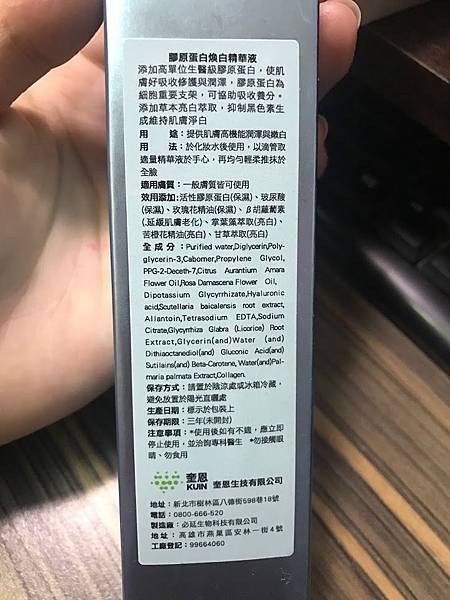 膠原蛋白煥白精華液
添加高單位生醫級膠原蛋白，使肌
膚好吸收修護與潤澤，膠原蛋白為
細胞重要支架，可協助吸收養分。
添加草本亮白萃取，抑制黑色素生
成維持肌膚淨白
用　　途：提供肌膚高機能潤澤與嫩白
用　　法：於化妝水後使用，以滴管取
適量精華液於手心，再均勻輕柔推抹於
全臉
適用膚質：一般膚質皆可使用
效用添加：活性膠原蛋白(保濕)、玻尿酸
(保濕)、玫瑰花精油(保濕)、β胡蘿蔔素
(.延緩肌膚老化)、掌葉藻萃取(亮白)、
苦橙花精油(亮白)、甘草萃取(亮白)
全成分：Purified water,Diglycerin,Poly-
glycerin-3,Cabomer,Propylene Glycol,
PPG-2-Deceth-7,Citrus Aurantium Amara
Flower Oil,Rosa Damascena Flower Oil,
Dipotassium Glycyrrhizate,Hyaluronic
acid,Scutellaria baicalensis root extract,
Allantoin,Tetrasodium EDTA,Sodium
Citrate,Glycyrrhiza Glabra (Licorice) Root
Extract,Glycerin(and)Water (and)
Dithiaoctanediol(and) Gluconic Acid(and)
Sutilains(and) Beta-Carotene, Water(and)Pal-
maria palmata Extract,Collagen.
保存方式：請置於陰涼處或冰箱冷藏，
避免放置於陽光直曬處
生產日期：標示於包裝上
保存期限：三年(未開封)
注意事項：*使用後如有不適，應立即
停止使用，並洽詢專科醫生 *勿接觸眼
睛、勿食用
奎恩
KUIN 奎恩生技有限公司
地址：新北市樹林區八德街598巷18號
電話：0800-666-520
製造廠：必延生物科技有限公司
地址：高雄市燕巢區安林一街4號
工廠登記：99664060